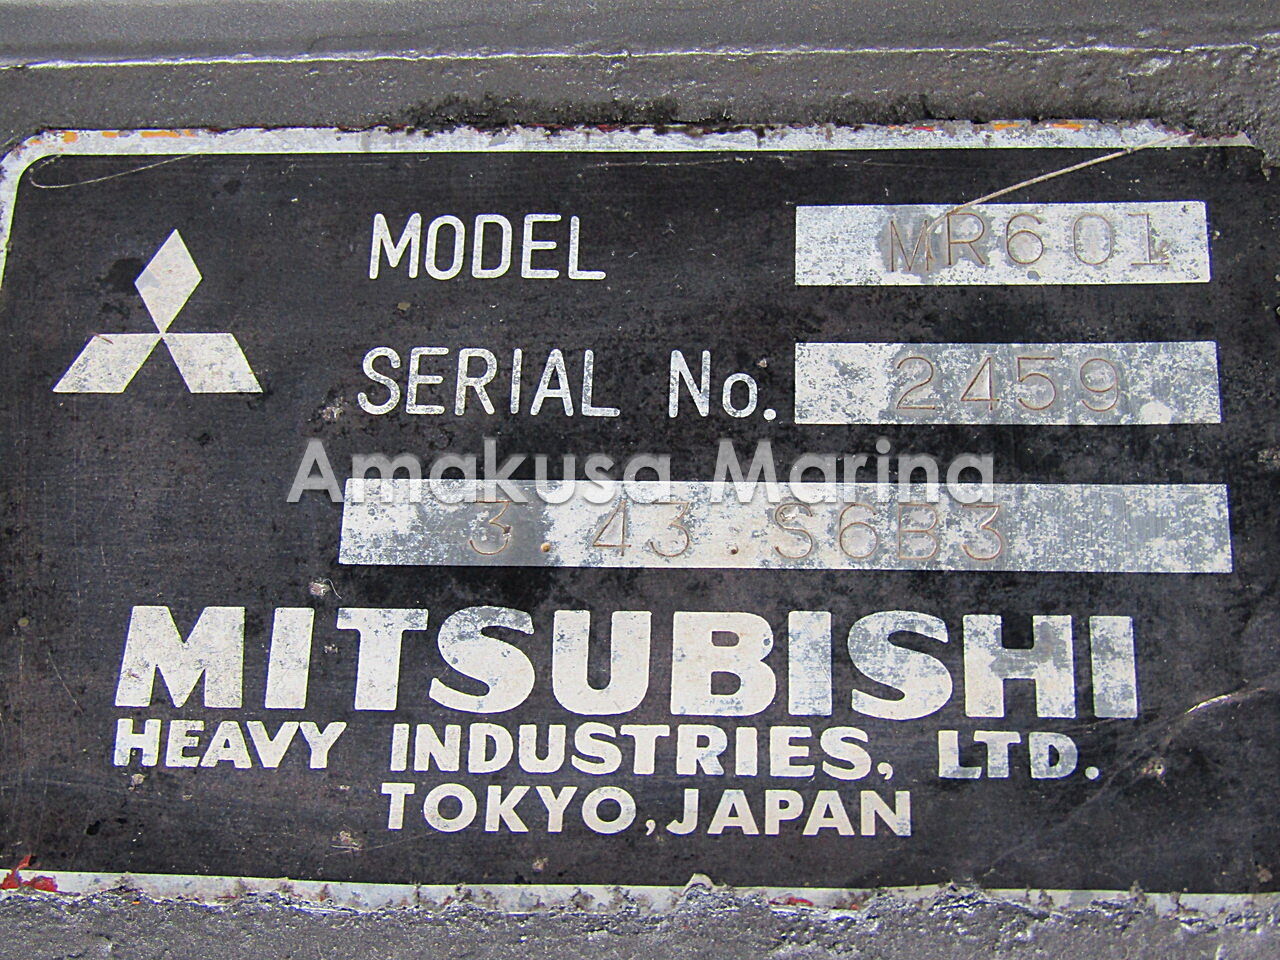 MODEL MR601
SERIAL No. 2459
Amakusa Marina
3.43.S6B3
MITSUBISHI
HEAVY INDUSTRIES, LTD.
TOKYO, JAPAN